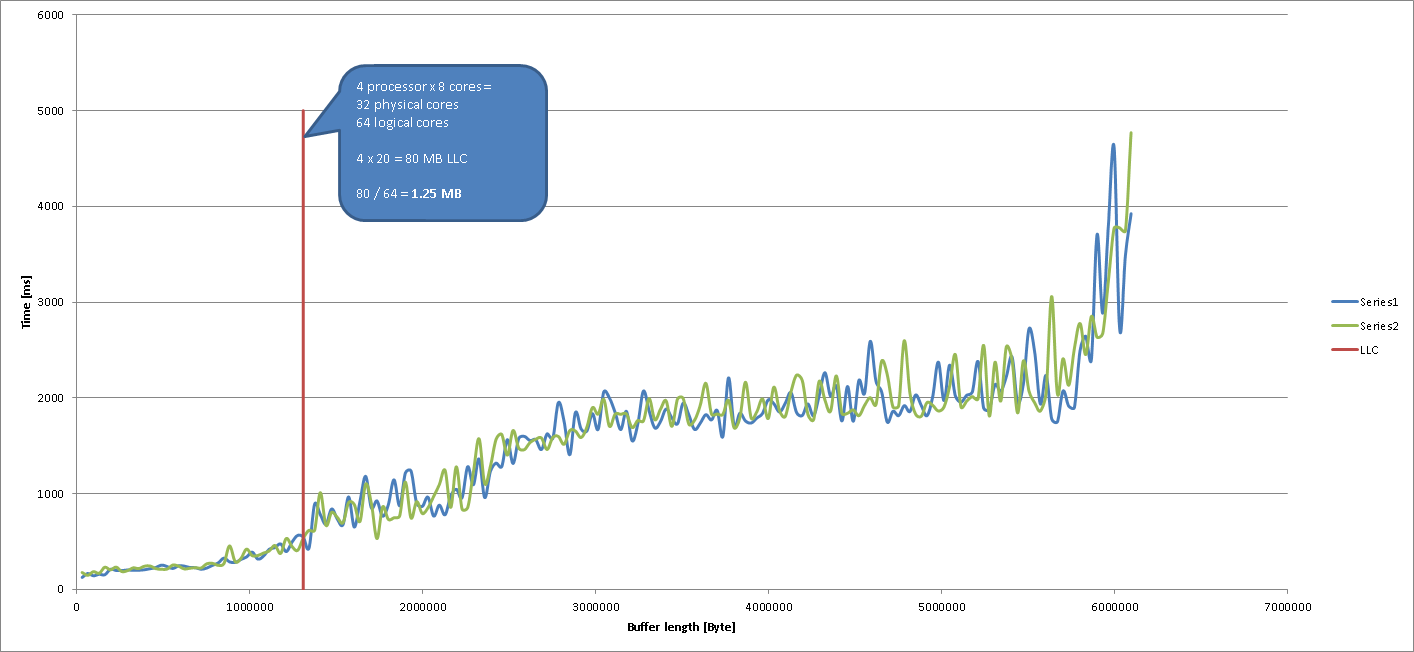 6000
5000
4000
3000
2000
1000
0
Time [ms]
4 processor x 8 cores=
32 physical cores
64 logical cores
4 x 20 = 80 MB LLC
80 / 64 = 1.25 MB
Series1
Series2
LLC
0 1000000 2000000 3000000 4000000 5000000 6000000 7000000
Buffer length [Byte]